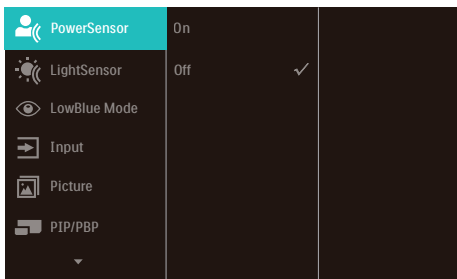 PowerSensor
On
LightSensor
Off
LowBlue Mode
Input
Picture
PIP/PBP